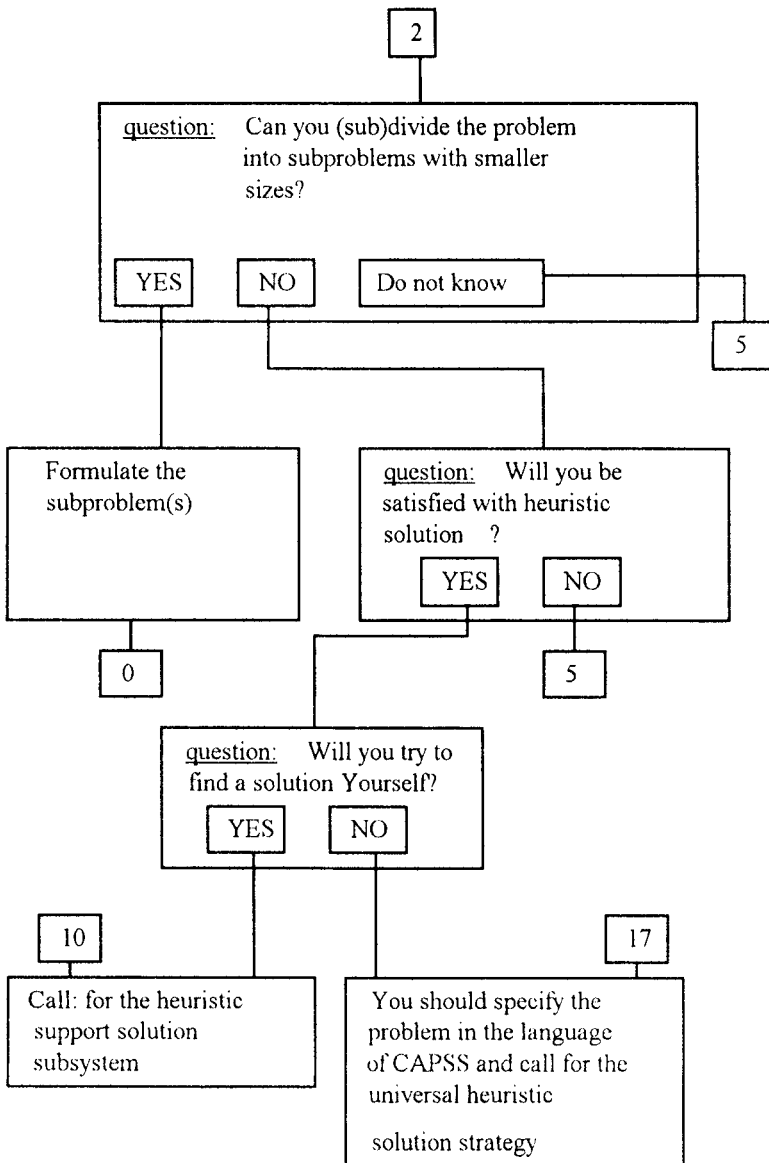 2
question: Can you (sub)divide the problem
into subproblems with smaller
sizes?
YES NO Do not know
5
Formulate the
subproblem(s)
0
question: Will you be
satisfied with heuristic
solution ?
YES NO
5
question: Will you try to
find a solution Yourself?
YES NO
10
Call: for the heuristic
support solution
subsystem
17
You should specify the
problem in the language
of CAPSS and call for the
universal heuristic
solution strategy